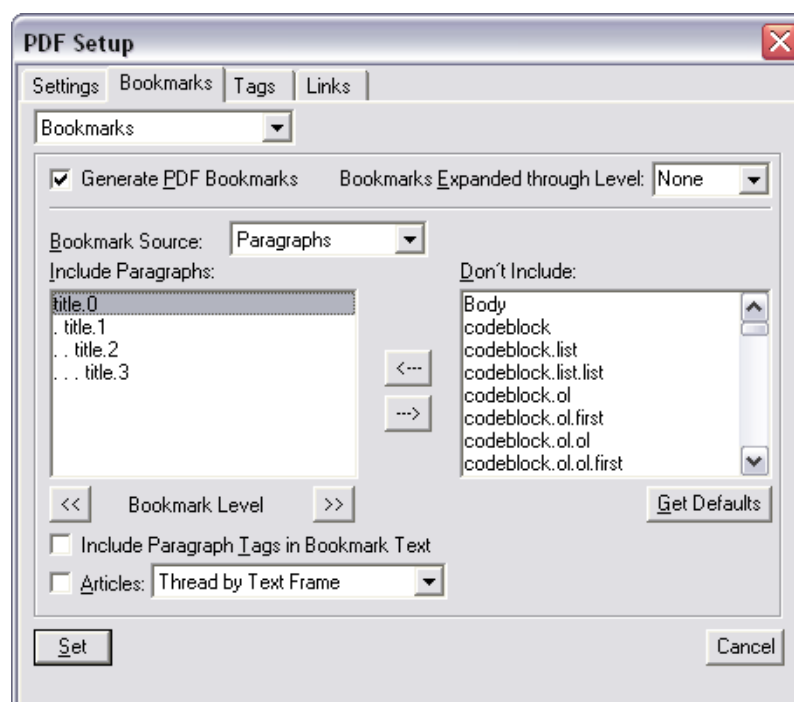 PDF Setup
Settings Bookmarks Tags Links
Bookmarks
Generate PDF Bookmarks Bookmarks Expanded through Level: None
Bookmark Source: Paragraphs
Include Paragraphs: Don´t Include:
title.0
. title.1
. . title.2
. . . title.3
Body
codeblock
codeblock.list
codeblock.list.list
codeblock.ol
codeblock.ol.first
codeblock.ol.ol
codeblock.ol.ol.first
<---
--->
<< Bookmark Level >> Get Defaults
Include Paragraph Tags in Bookmark Text
Articles: Thread by Text Frame
Set Cancel